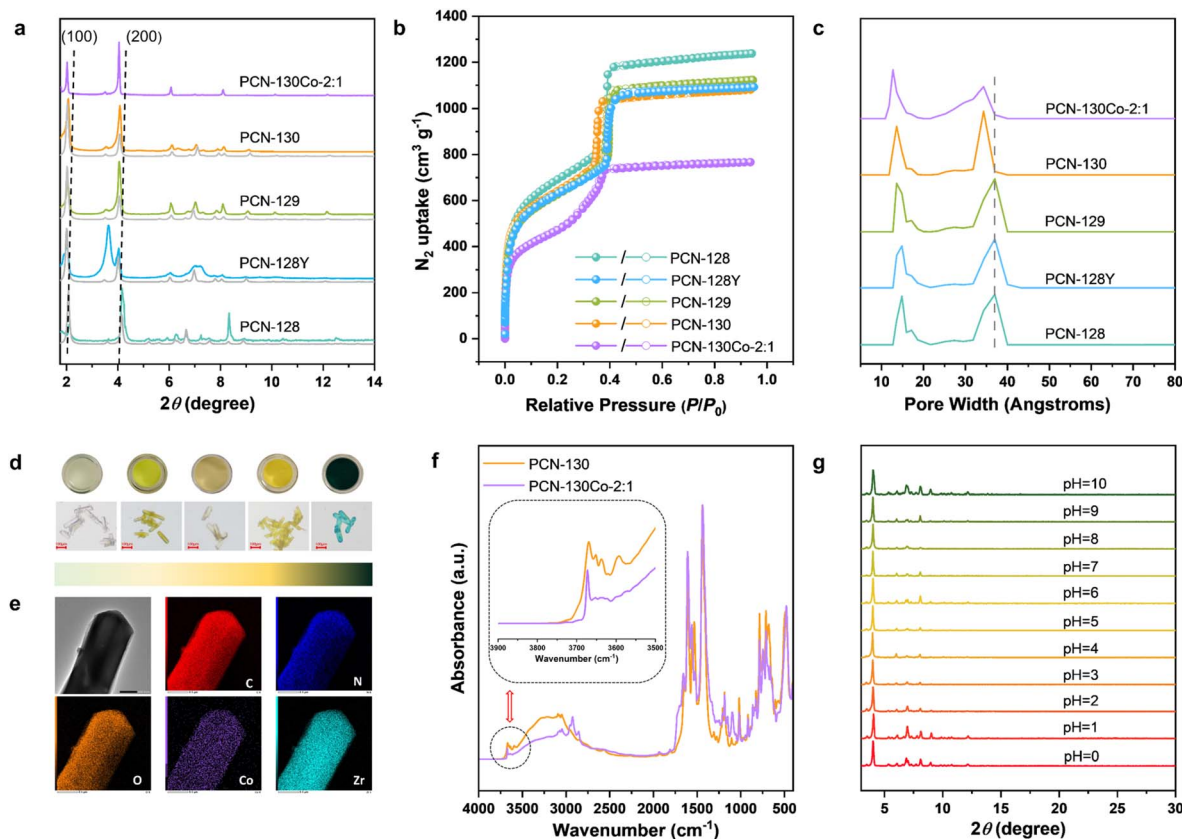 a
(100)
(200)
PCN-130Co-2:1
PCN-130
PCN-129
PCN-128Y
PCN-128
2 4 6 8 10 12 14
2θ (degree)
b
1400
1200
1000
800
600
400
200
0
N2 uptake (cm³ g⁻¹)
/ PCN-128
/ PCN-128Y
/ PCN-129
/ PCN-130
/ PCN-130Co-2:1
0.0 0.2 0.4 0.6 0.8 1.0
Relative Pressure (P/P0)
c
PCN-130Co-2:1
PCN-130
PCN-129
PCN-128Y
PCN-128
10 20 30 40 50 60 70 80
Pore Width (Angstroms)
d
e
C
N
O
Co
Zr
f
PCN-130
PCN-130Co-2:1
3900 3800 3700 3600 3500
Wavenumber (cm⁻¹)
Absorbance (a.u.)
4000 3500 3000 2500 2000 1500 1000 500
Wavenumber (cm⁻¹)
g
pH=10
pH=9
pH=8
pH=7
pH=6
pH=5
pH=4
pH=3
pH=2
pH=1
pH=0
5 10 15 20 25 30
2θ (degree)